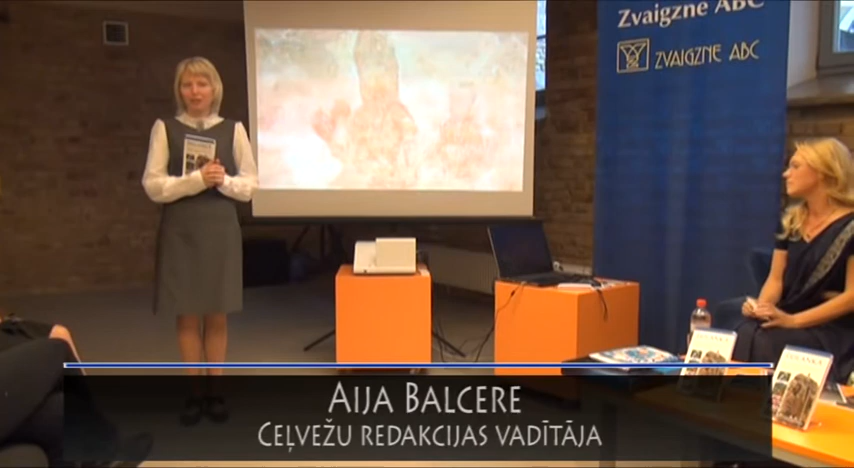 Zvaigzne ABC
ZVAIGZNE ABC
AIJA BALCERE
CEĻVEŽU REDAKCIJAS VADĪTĀJA